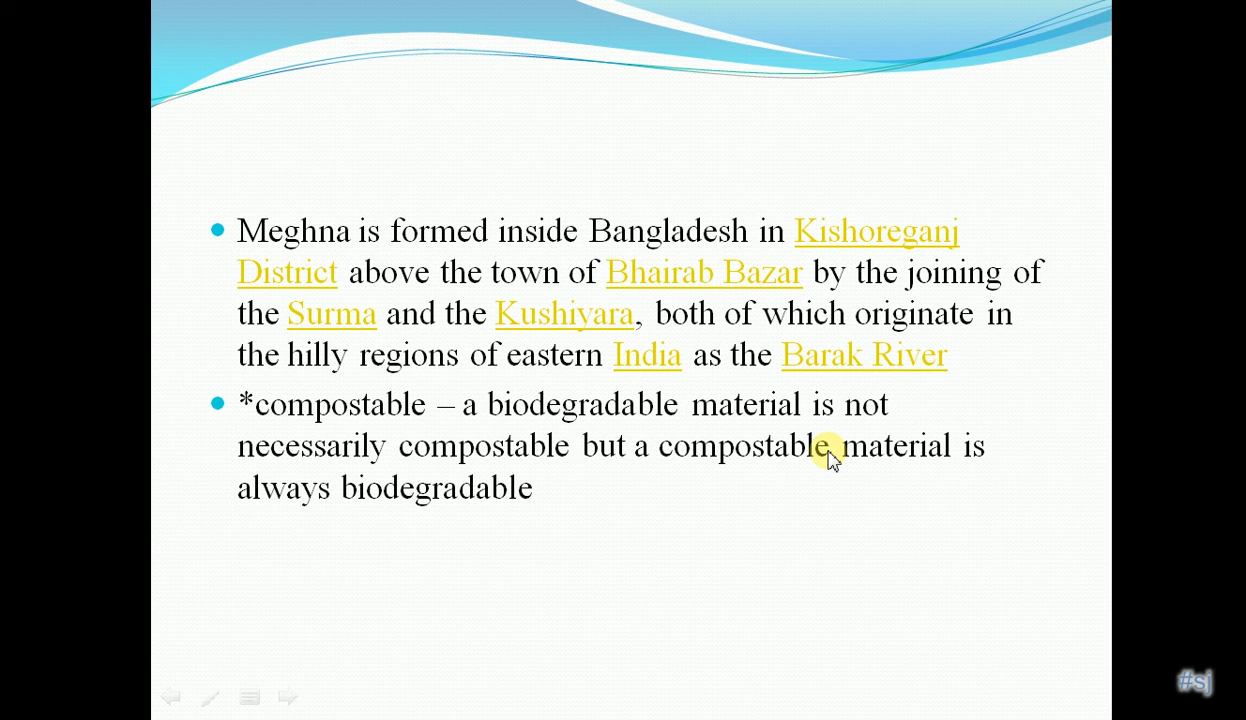 Meghna is formed inside Bangladesh in Kishoreganj
District above the town of Bhairab Bazar by the joining of
the Surma and the Kushiyara, both of which originate in
the hilly regions of eastern India as the Barak River
*compostable – a biodegradable material is not
necessarily compostable but a compostable material is
always biodegradable
#sj